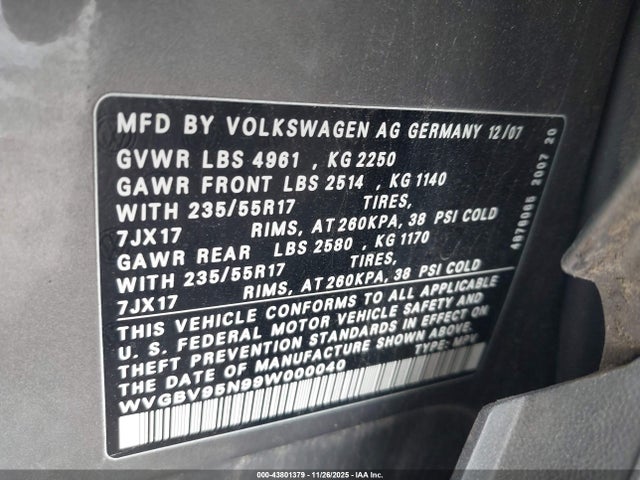 MFD BY VOLKSWAGEN AG GERMANY 12/07
GVWR LBS 4961 , KG 2250
GAWR FRONT LBS 2514 , KG 1140
WITH 235/55R17 TIRES,
7JX17 RIMS, AT 260KPA, 38 PSI COLD
GAWR REAR LBS 2580 , KG 1170
WITH 235/55R17 TIRES,
7JX17 RIMS, AT 260KPA, 38 PSI COLD
THIS VEHICLE CONFORMS TO ALL APPLICABLE
U. S. FEDERAL MOTOR VEHICLE SAFETY AND
THEFT PREVENTION STANDARDS IN EFFECT ON
THE DATE OF MANUFACTURE SHOWN ABOVE.
WVGBV95N99W000040 TYPE: MPV
4978066 2007 20
000-43801379 | 11/26/2025 - IAA Inc.